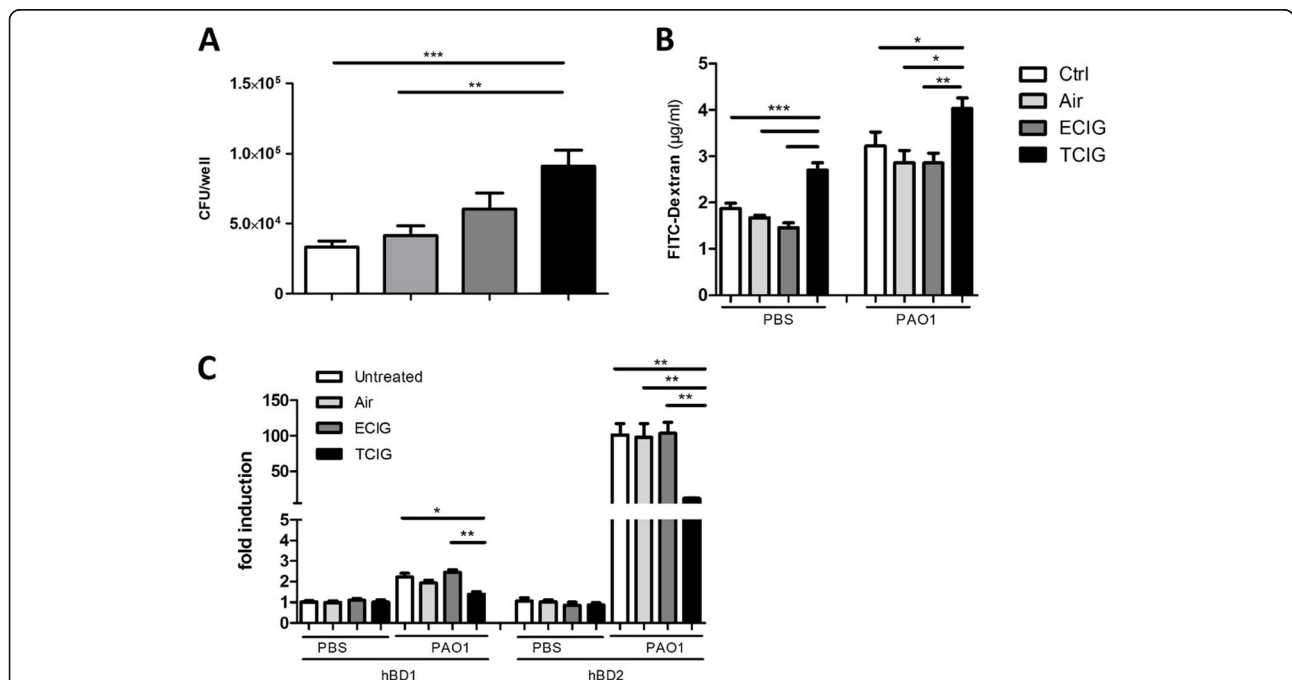 A
***
**
1.5×10⁵
1.0×10⁵
5.0×10⁴
0
CFU/well
B
*
*
**
***
5
4
3
2
1
0
FITC-Dextran (µg/ml)
PBS
PAO1
Ctrl
Air
ECIG
TCIG
C
Untreated
Air
ECIG
TCIG
**
**
**
*
**
150
100
50
5
4
3
2
1
0
fold induction
PBS
PAO1
PBS
PAO1
hBD1
hBD2